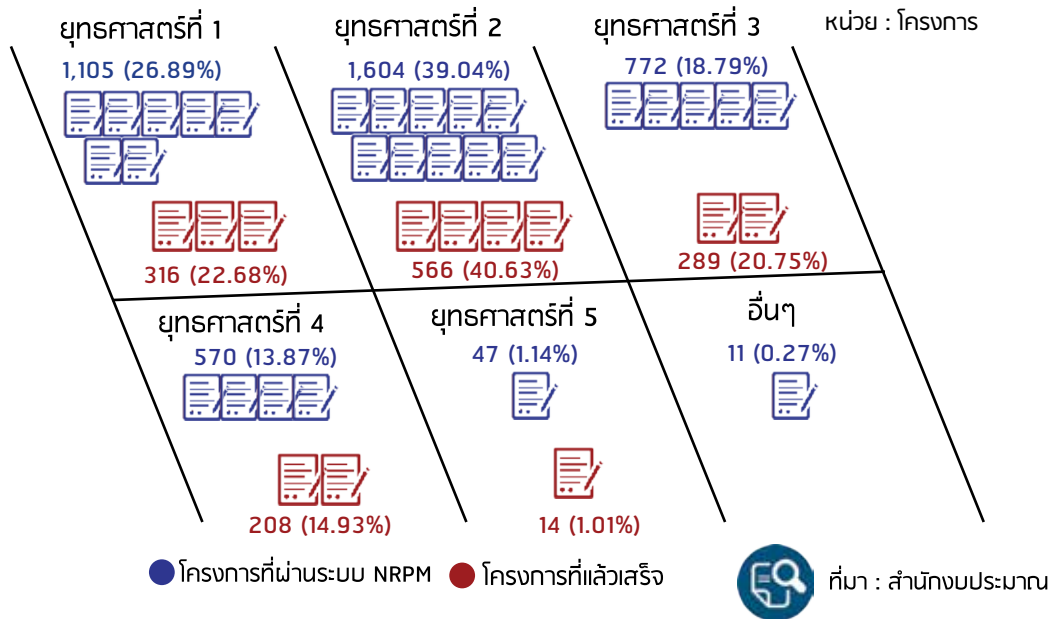 ยุทธศาสตร์ที่ 1
1,105 (26.89%)
316 (22.68%)
ยุทธศาสตร์ที่ 2
1,604 (39.04%)
566 (40.63%)
ยุทธศาสตร์ที่ 3
772 (18.79%)
289 (20.75%)
หน่วย : โครงการ
ยุทธศาสตร์ที่ 4
570 (13.87%)
208 (14.93%)
ยุทธศาสตร์ที่ 5
47 (1.14%)
14 (1.01%)
อื่นๆ
11 (0.27%)
โครงการที่ผ่านระบบ NRPM
โครงการที่แล้วเสร็จ
ที่มา : สำนักงบประมาณ